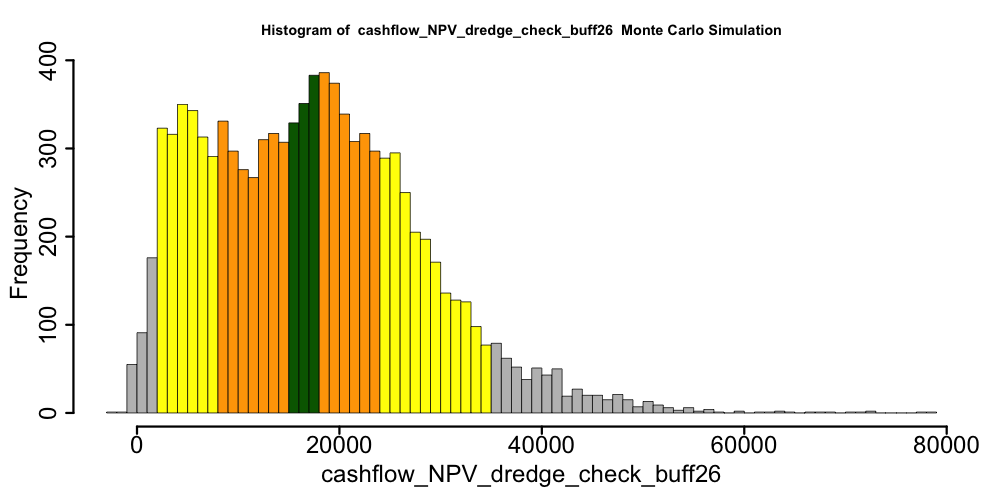 Histogram of cashflow_NPV_dredge_check_buff26 Monte Carlo Simulation
400
300
200
100
0
Frequency
0 20000 40000 60000 80000
cashflow_NPV_dredge_check_buff26